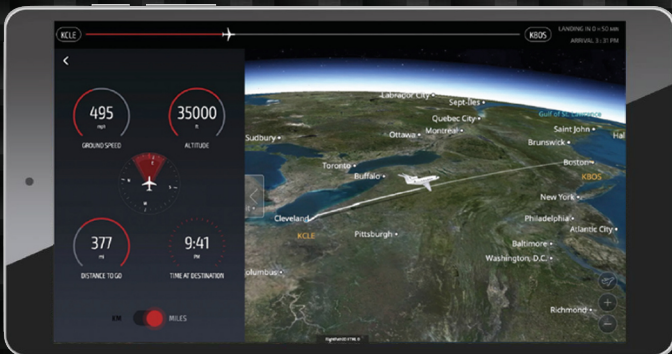 KCLE
KBOS
LANDING IN 0 h 50 min
ARRIVAL 3:31 PM
495
mph
GROUND SPEED
35000
ft
ALTITUDE
377
mi
DISTANCE TO GO
9:41
PM
TIME AT DESTINATION
KM
MILES
Labrador City
Sept-Iles
Gulf of St. Lawrence
Quebec City
Saint John
Hal
Sudbury
Ottawa
Montreal
Brunswick
Toronto
Boston
Buffalo
KBOS
New York
Cleveland
Philadelphia
KCLE
Pittsburgh
Atlantic City
Baltimore
Washington, D.C.
olumbus
Richmond